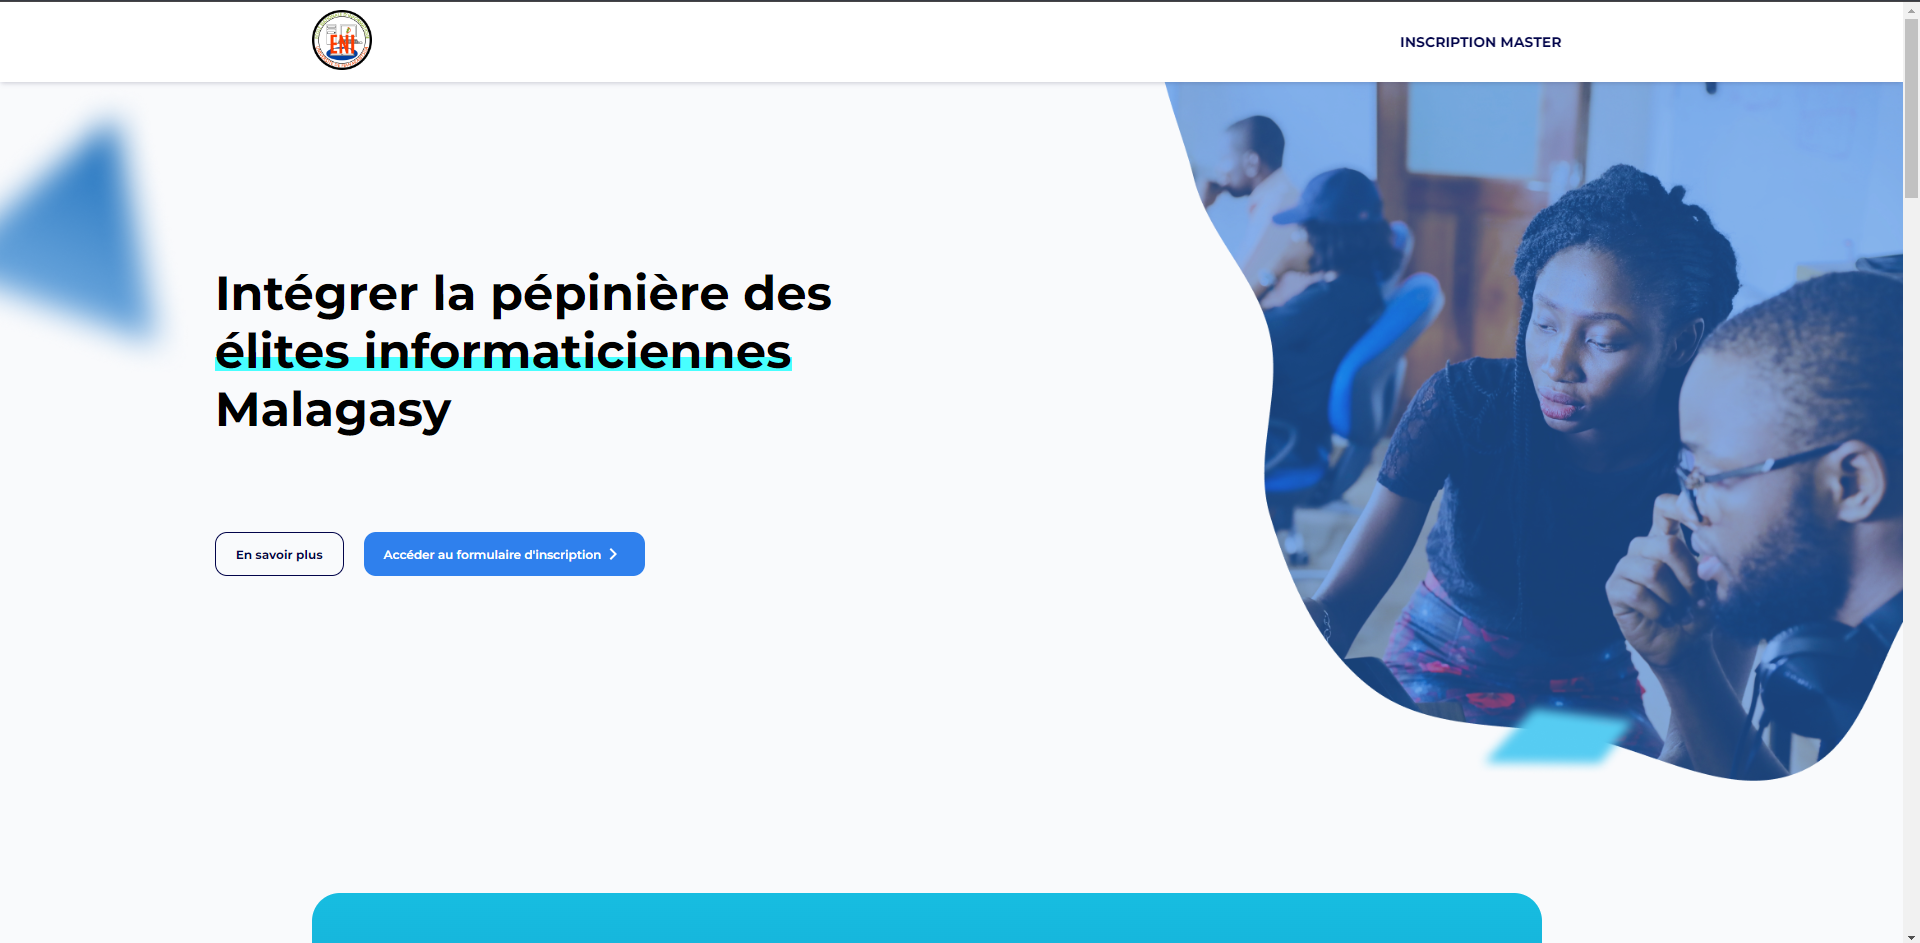 ENI
INSCRIPTION MASTER
Intégrer la pépinière des
élites informaticiennes
Malagasy
En savoir plus
Accéder au formulaire d'inscription